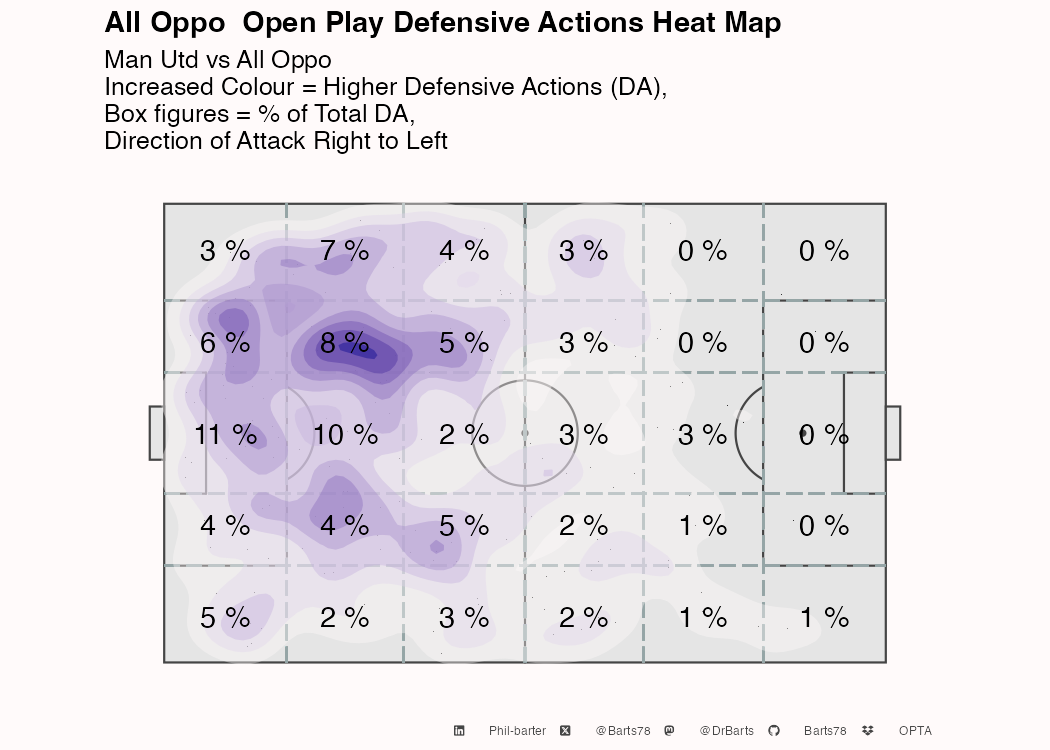 All Oppo  Open Play Defensive Actions Heat Map
Man Utd vs All Oppo
Increased Colour = Higher Defensive Actions (DA),
Box figures = % of Total DA,
Direction of Attack Right to Left
3 % 7 % 4 % 3 % 0 % 0 %
6 % 8 % 5 % 3 % 0 % 0 %
11 % 10 % 2 % 3 % 3 % 0 %
4 % 4 % 5 % 2 % 1 % 0 %
5 % 2 % 3 % 2 % 1 % 1 %
Phil-barter @Barts78 @DrBarts Barts78 OPTA